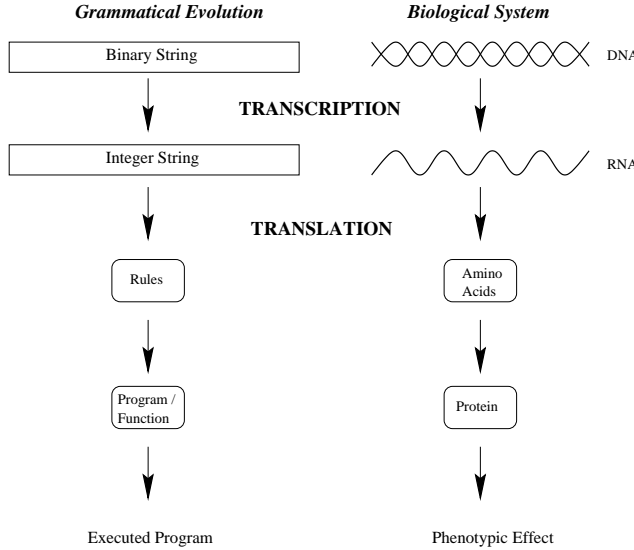 Grammatical Evolution
Biological System
Binary String
DNA
TRANSCRIPTION
Integer String
RNA
TRANSLATION
Rules
Amino
Acids
Program /
Function
Protein
Executed Program
Phenotypic Effect